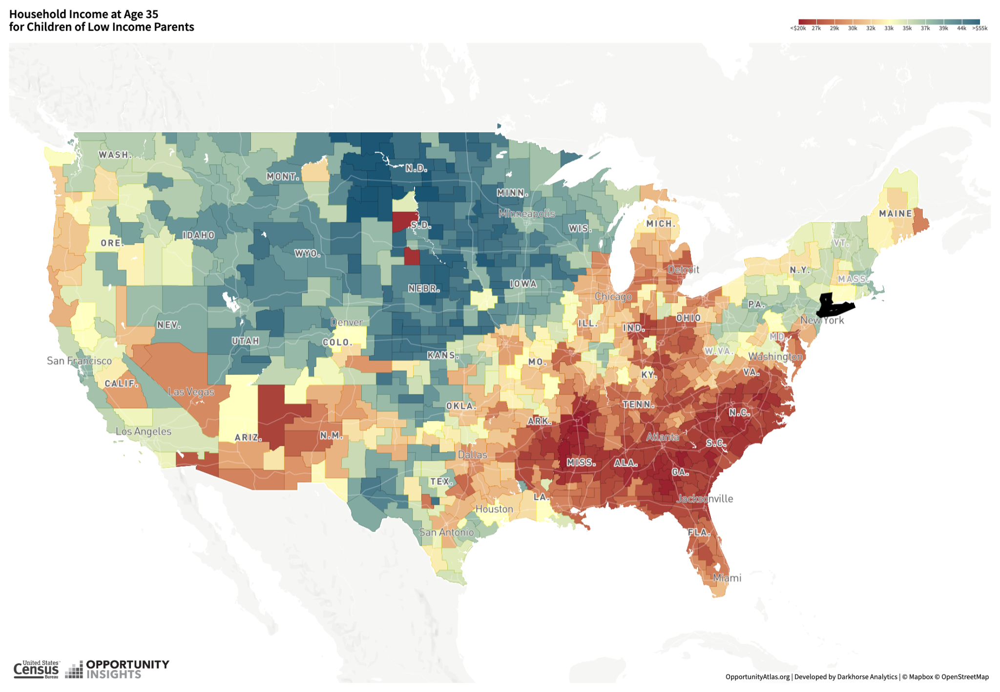 Household Income at Age 35
for Children of Low Income Parents
<$20k 27k 29k 30k 32k 33k 35k 37k 39k 44k >$55k
WASH.
MONT.
N.D.
MINN.
Minneapolis
MAINE
ORE.
IDAHO
S.D.
WIS.
MICH.
VT.
WYO.
Detroit
N.Y.
MASS.
NEBR.
IOWA
Chicago
PA.
NEV.
UTAH
Denver
COLO.
ILL.
IND.
OHIO
New York
MD.
San Francisco
KANS.
MO.
W.VA.
Washington
CALIF.
Las Vegas
KY.
VA.
OKLA.
TENN.
N.C.
Los Angeles
ARIZ.
N.M.
ARK.
Atlanta
S.C.
Dallas
MISS.
ALA.
GA.
TEX.
LA.
Jacksonville
Houston
San Antonio
FLA.
Miami
United States™
Census
Bureau
OPPORTUNITY
INSIGHTS
OpportunityAtlas.org | Developed by Darkhorse Analytics | © Mapbox © OpenStreetMap